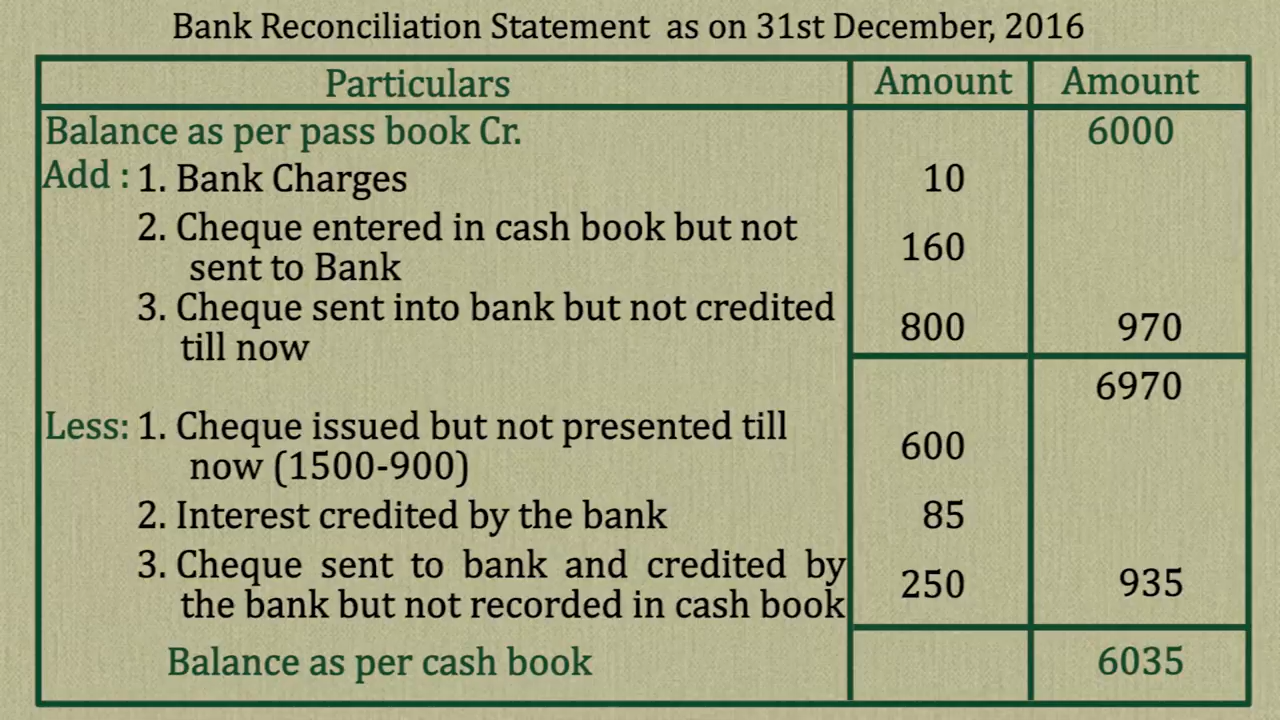 Bank Reconciliation Statement as on 31st December, 2016
Particulars Amount Amount
Balance as per pass book Cr. 6000
Add : 1. Bank Charges 10
2. Cheque entered in cash book but not
sent to Bank 160
3. Cheque sent into bank but not credited
till now 800 970
6970
Less: 1. Cheque issued but not presented till
now (1500-900) 600
2. Interest credited by the bank 85
3. Cheque sent to bank and credited by
the bank but not recorded in cash book 250 935
Balance as per cash book 6035